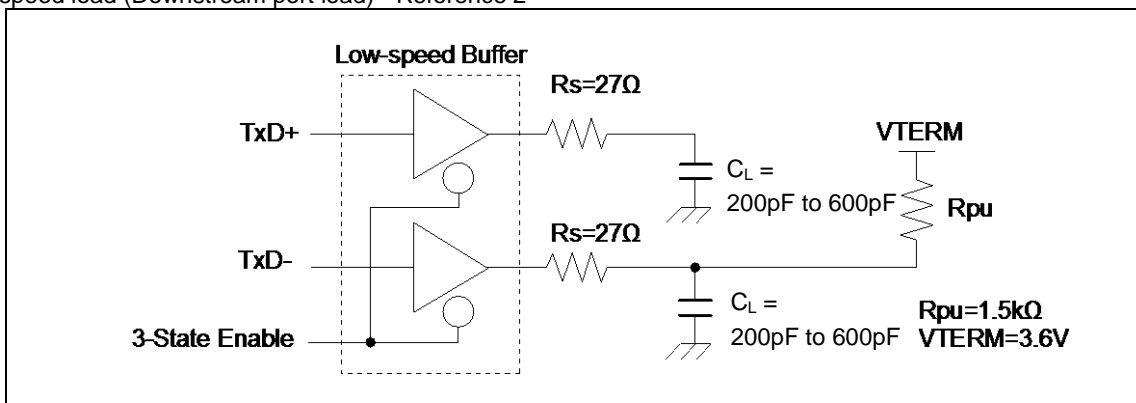 speed load (Downstream port load) - Reference 2
Low-speed Buffer
Rs=27Ω
TxD+
VTERM
CL =
200pF to 600pF
Rpu
Rs=27Ω
TxD-
CL =
200pF to 600pF
Rpu=1.5kΩ
VTERM=3.6V
3-State Enable